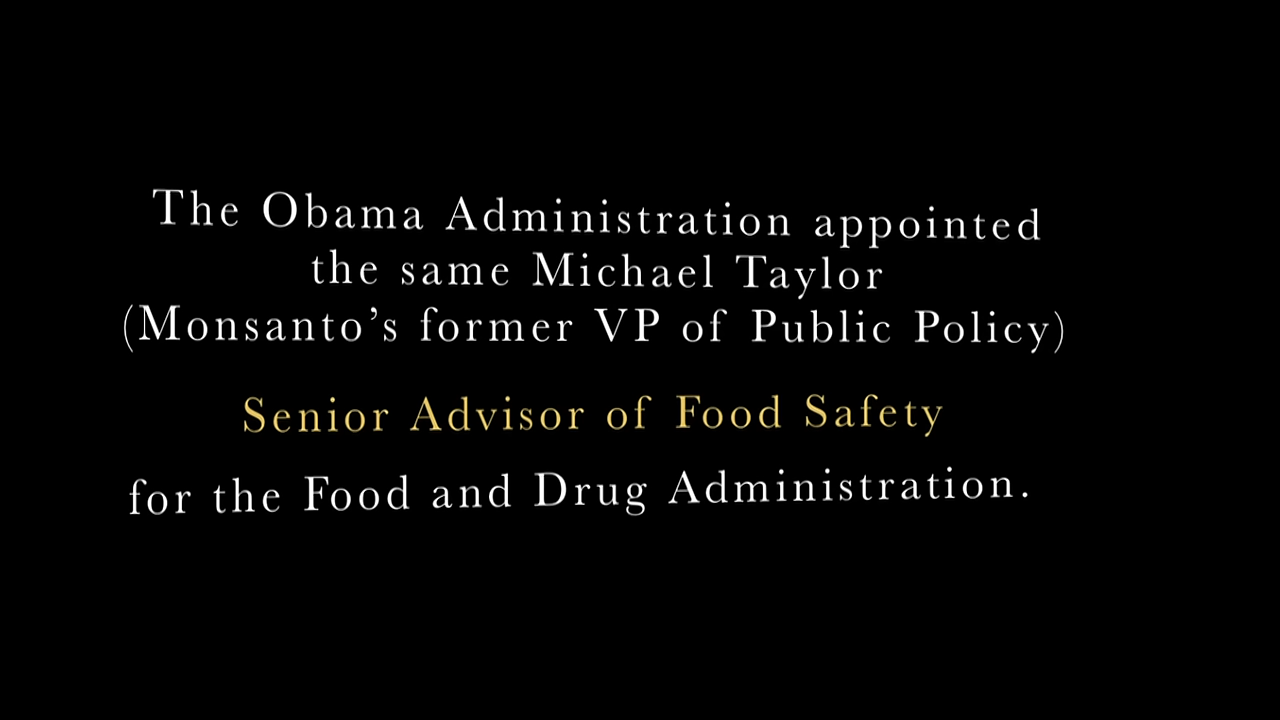 The Obama Administration appointed
the same Michael Taylor
(Monsanto's former VP of Public Policy)
Senior Advisor of Food Safety
for the Food and Drug Administration.